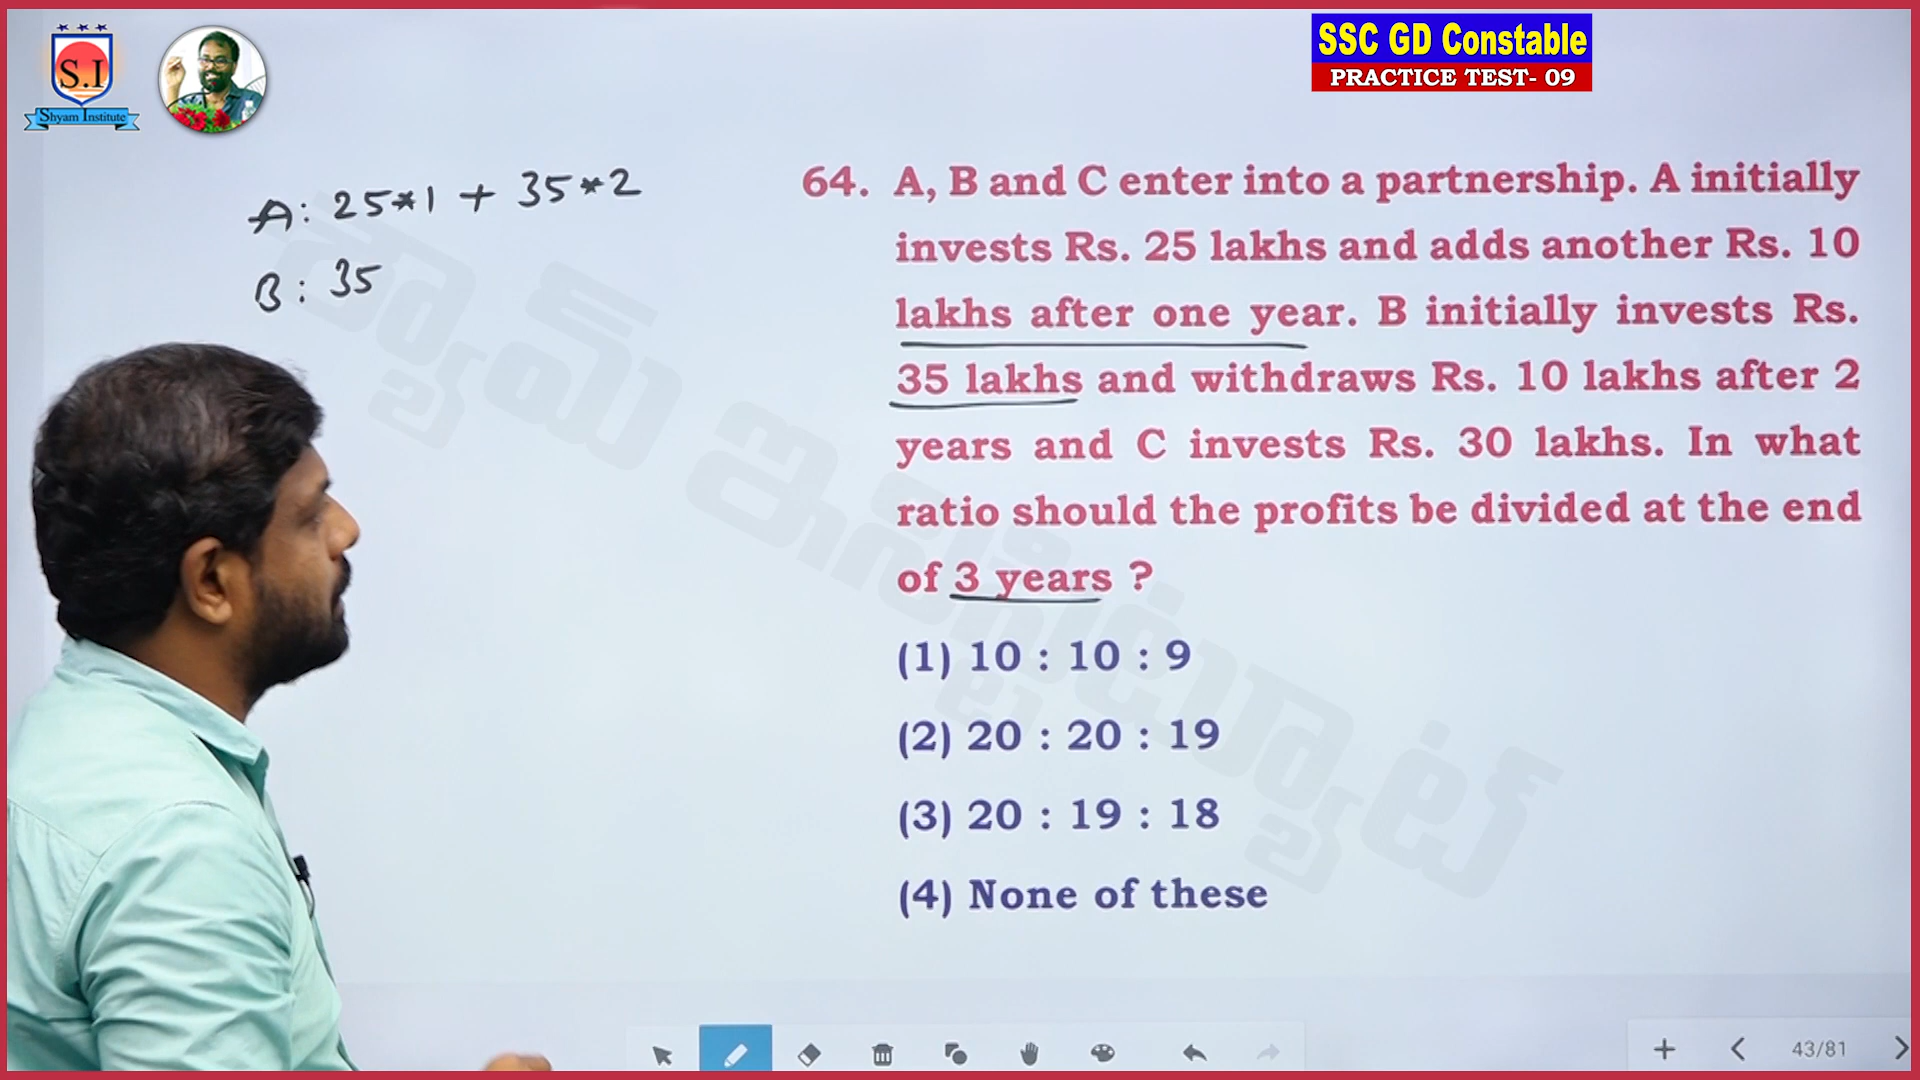 S.I
Shyam Institute
SSC GD Constable
PRACTICE TEST- 09
A: 25*1 + 35*2
B: 35
64. A, B and C enter into a partnership. A initially
invests Rs. 25 lakhs and adds another Rs. 10
lakhs after one year. B initially invests Rs.
35 lakhs and withdraws Rs. 10 lakhs after 2
years and C invests Rs. 30 lakhs. In what
ratio should the profits be divided at the end
of 3 years ?
(1) 10 : 10 : 9
(2) 20 : 20 : 19
(3) 20 : 19 : 18
(4) None of these
శ్యామ్ ఇన్‌స్టిట్యూట్
43/81